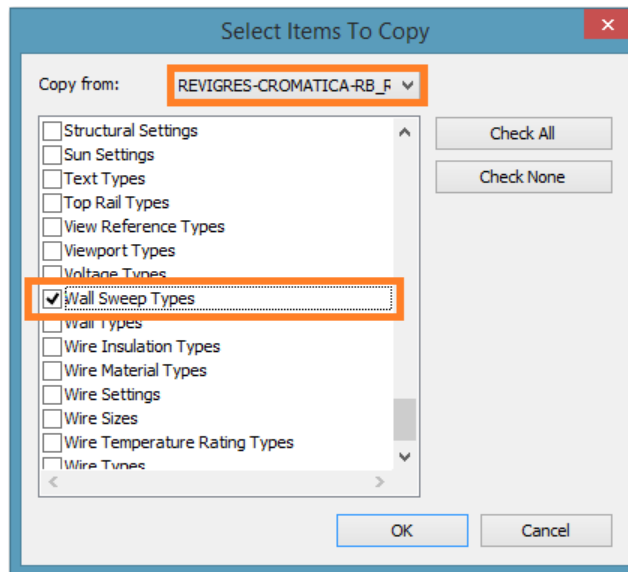 Select Items To Copy
Copy from: REVIGRES-CROMATICA-RB_R
Structural Settings
Sun Settings
Text Types
Top Rail Types
View Reference Types
Viewport Types
Voltage Types
Wall Sweep Types
Wall Types
Wire Insulation Types
Wire Material Types
Wire Settings
Wire Sizes
Wire Temperature Rating Types
Wire Types
Check All
Check None
OK Cancel